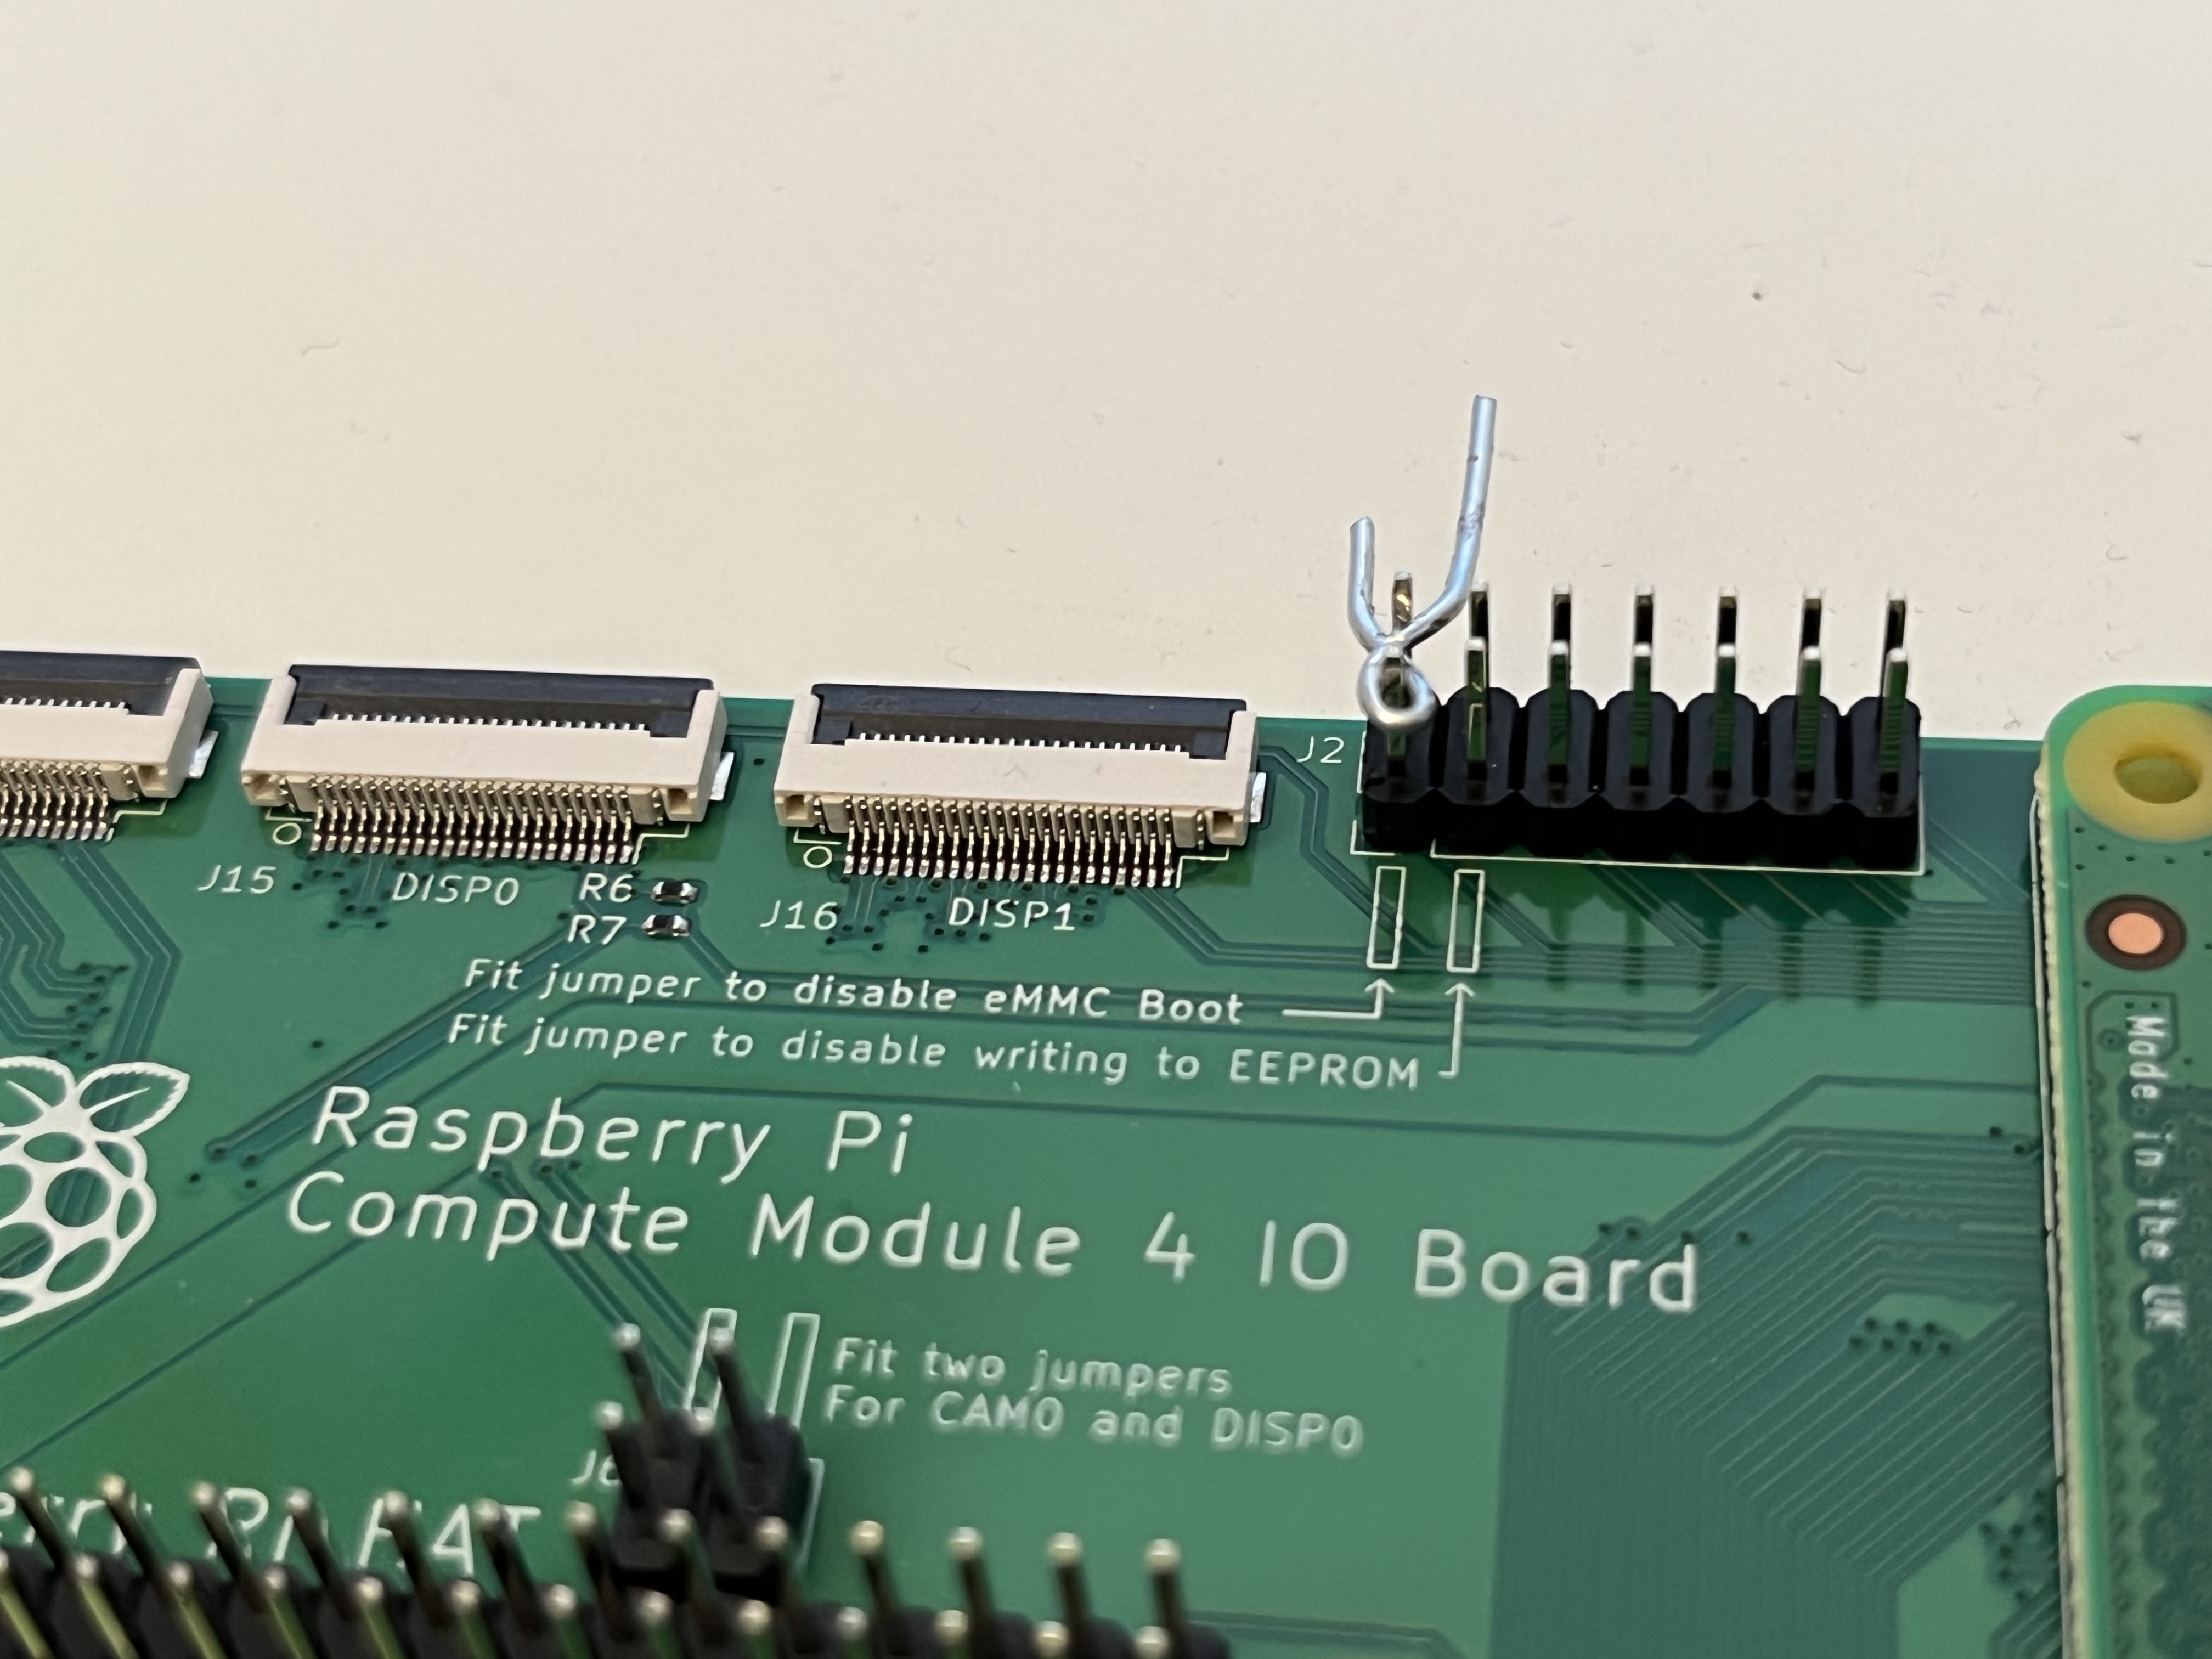 J2
J15
DISP0
R6
R7
J16
DISP1
Fit jumper to disable eMMC Boot
Fit jumper to disable writing to EEPROM
Raspberry Pi
Compute Module 4 IO Board
Made in the UK
Fit two jumpers
For CAM0 and DISP0
Pi HAT